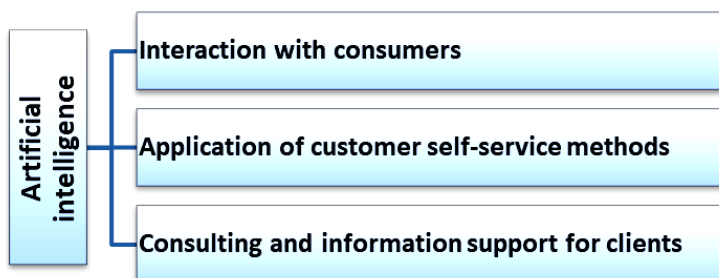 Artificial
intelligence
Interaction with consumers
Application of customer self-service methods
Consulting and information support for clients